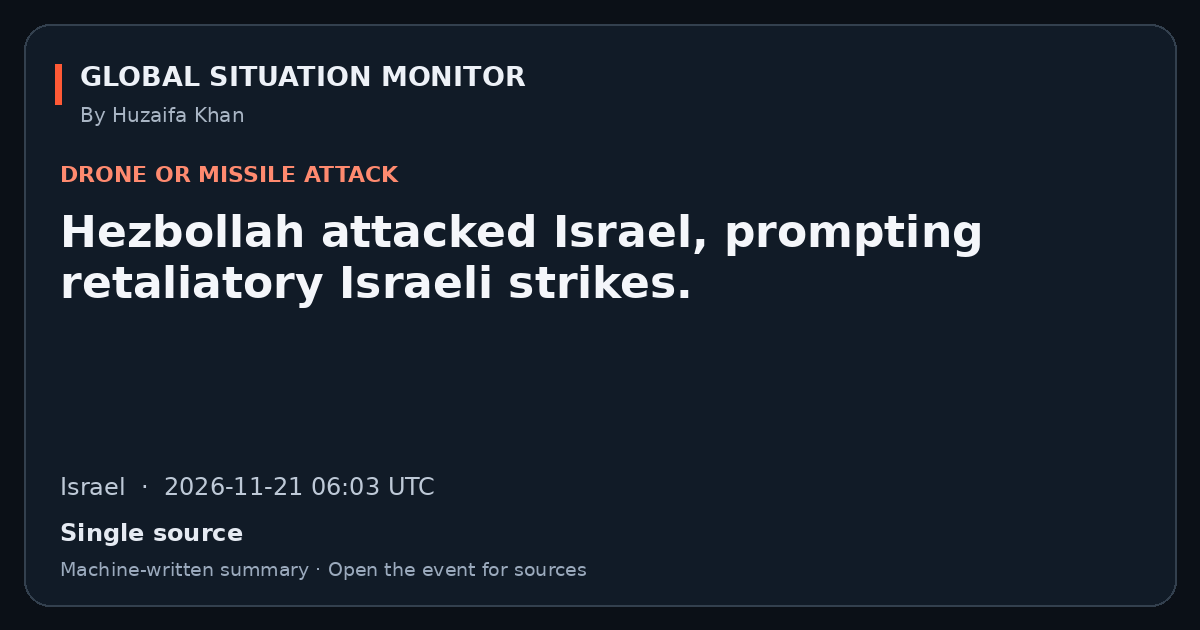 GLOBAL SITUATION MONITOR
By Huzaifa Khan
DRONE OR MISSILE ATTACK
Hezbollah attacked Israel, prompting
retaliatory Israeli strikes.
Israel · 2026-11-21 06:03 UTC
Single source
Machine-written summary · Open the event for sources